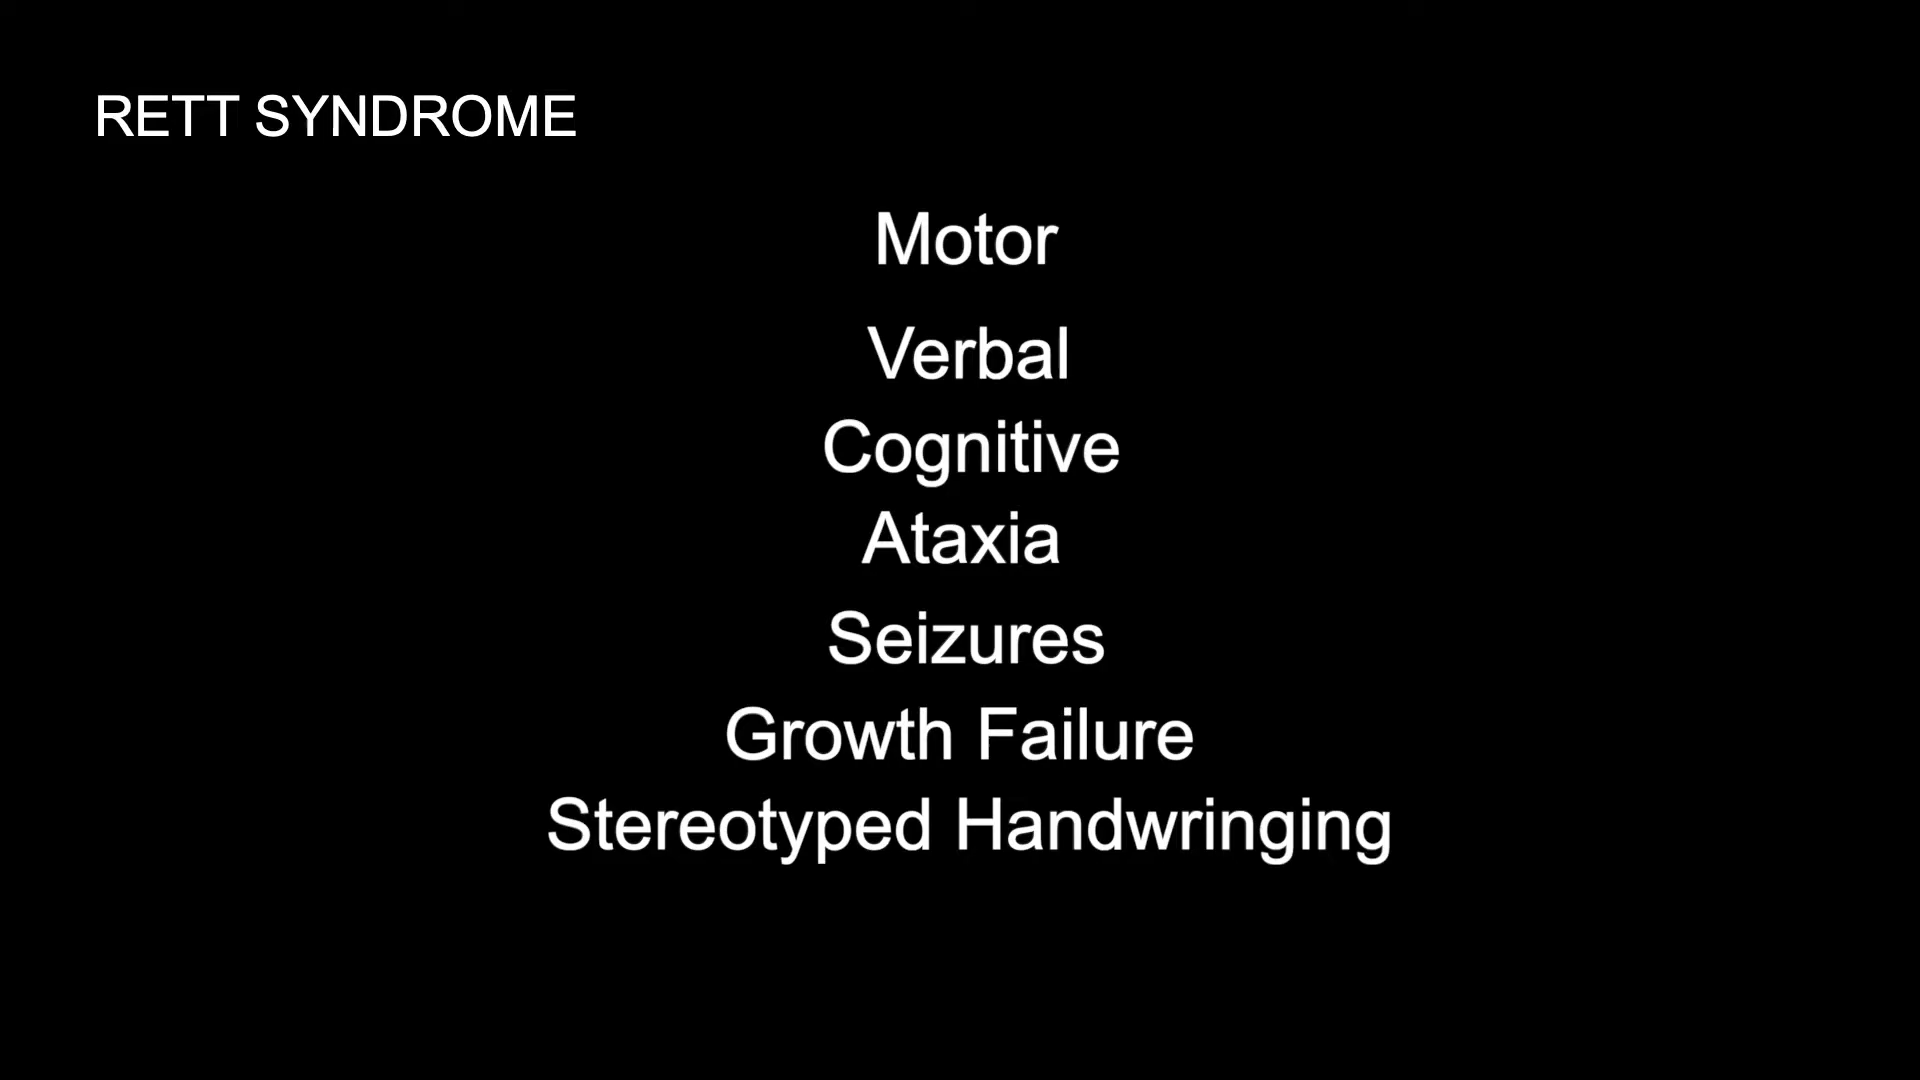 RETT SYNDROME
Motor
Verbal
Cognitive
Ataxia
Seizures
Growth Failure
Stereotyped Handwringing